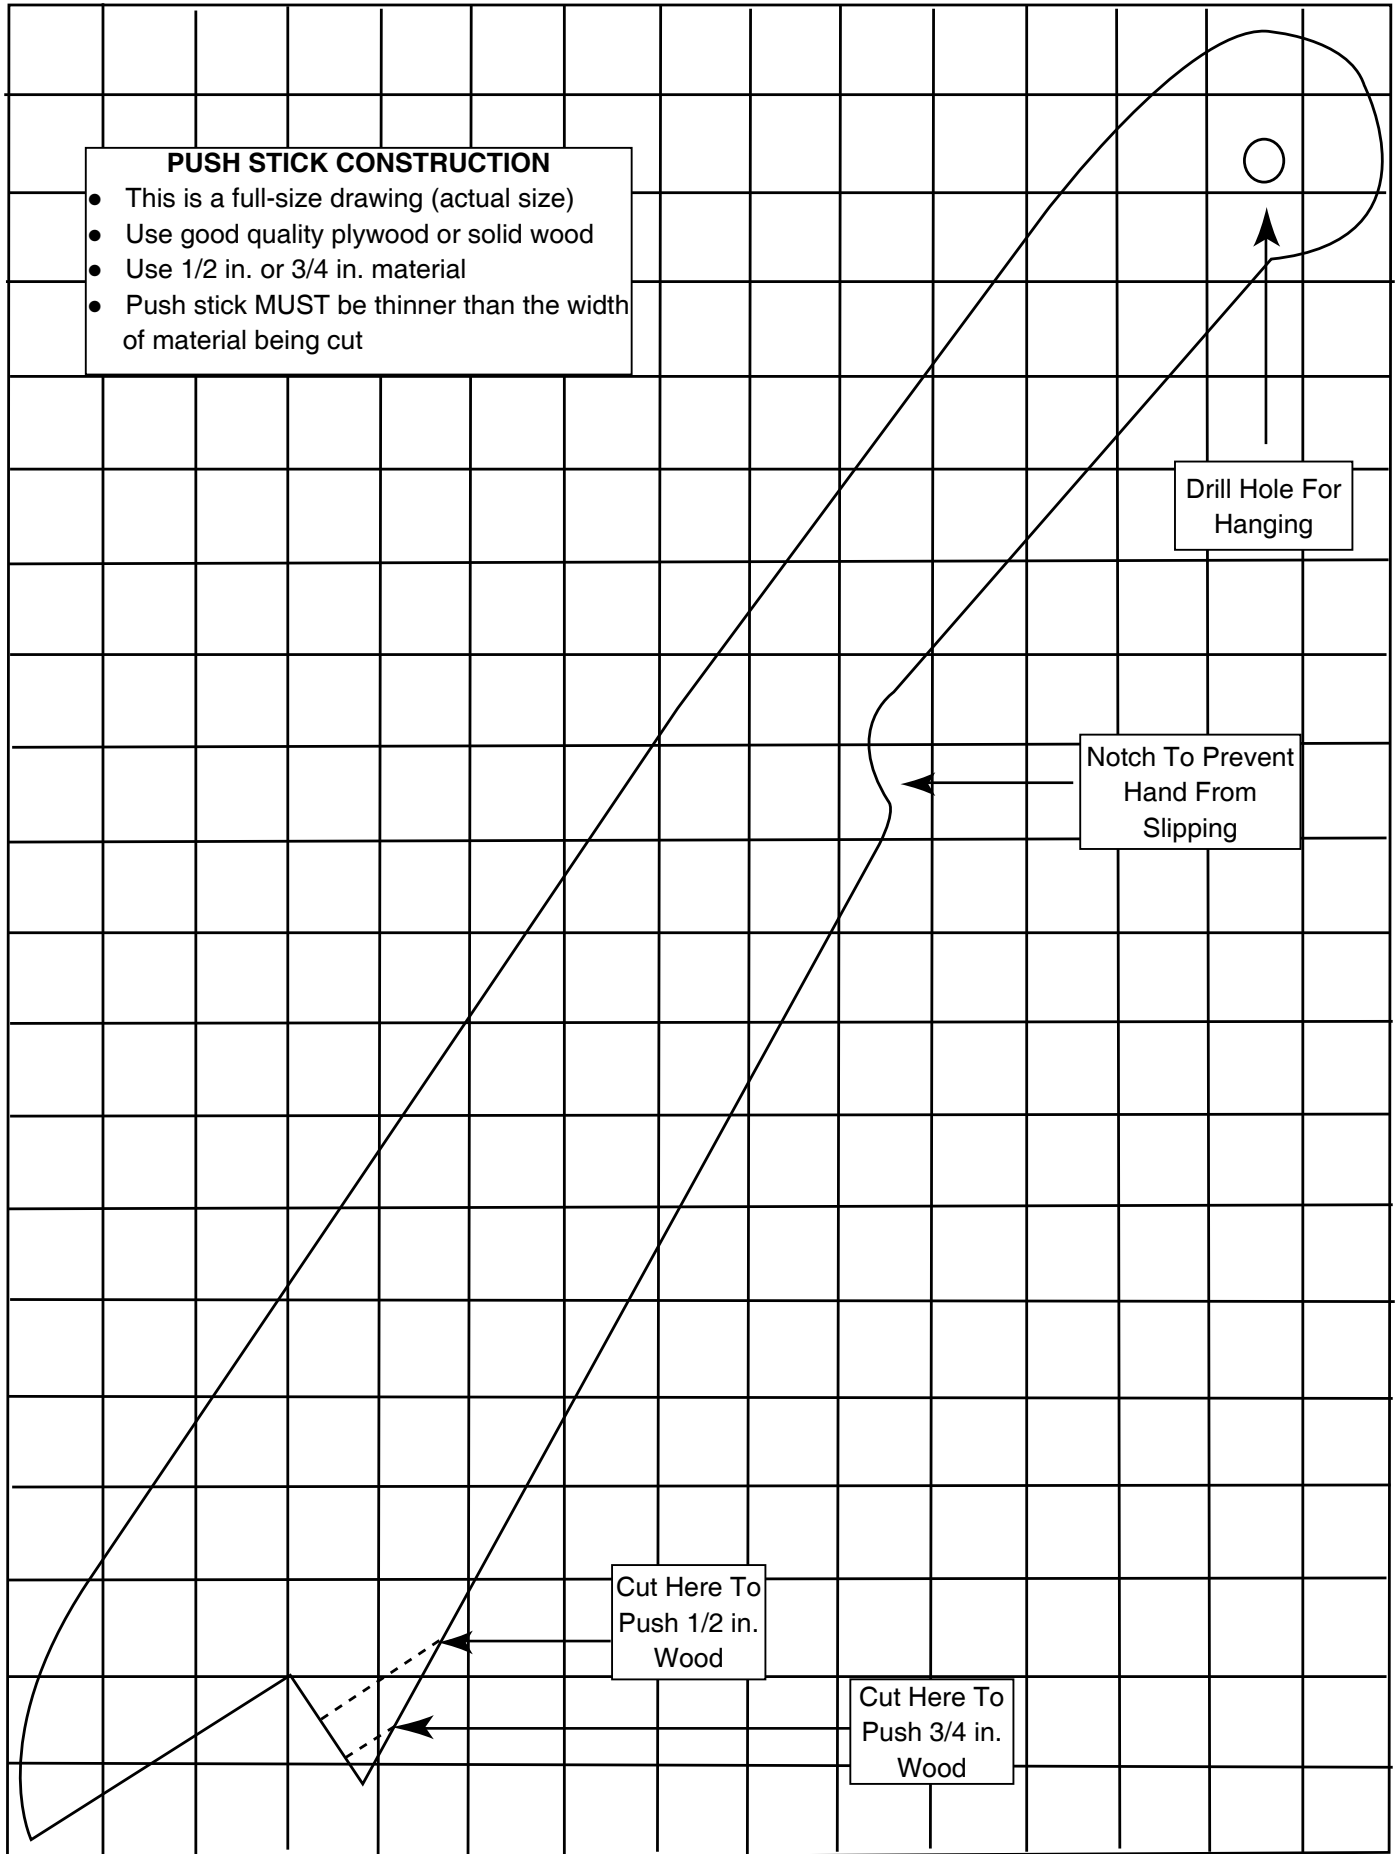 PUSH STICK CONSTRUCTION
● This is a full-size drawing (actual size)
● Use good quality plywood or solid wood
● Use 1/2 in. or 3/4 in. material
● Push stick MUST be thinner than the width
of material being cut
Drill Hole For
Hanging
Notch To Prevent
Hand From
Slipping
Cut Here To
Push 1/2 in.
Wood
Cut Here To
Push 3/4 in.
Wood